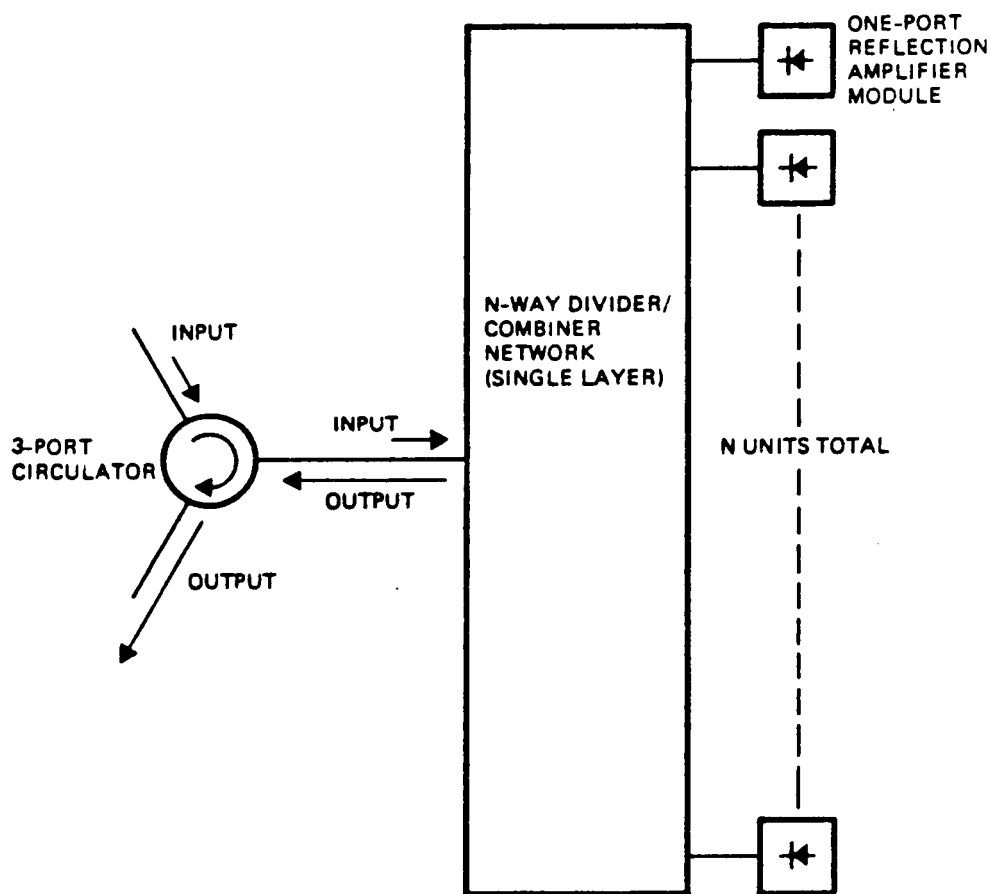 ONE-PORT
REFLECTION
AMPLIFIER
MODULE
N-WAY DIVIDER/
COMBINER
NETWORK
(SINGLE LAYER)
INPUT
INPUT
3-PORT
CIRCULATOR
OUTPUT
N UNITS TOTAL
OUTPUT